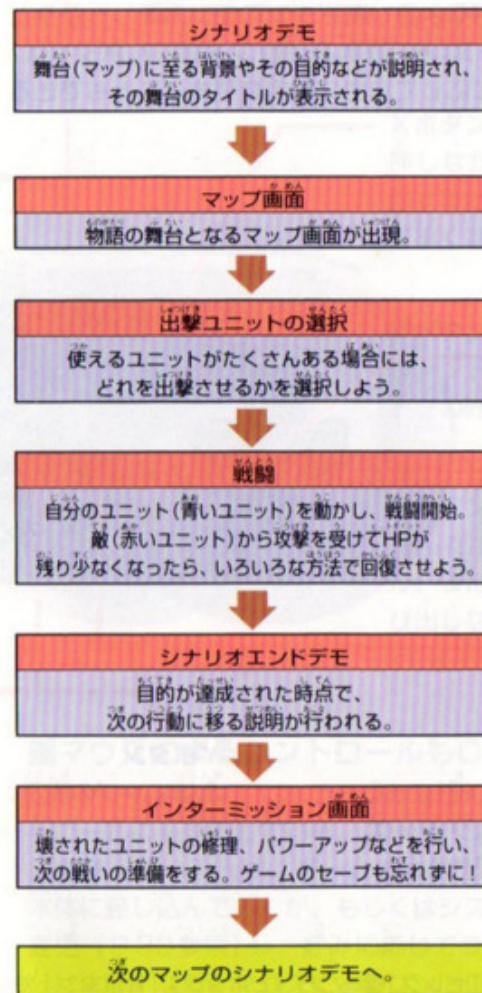 シナリオデモ
舞台(マップ)に至る背景やその目的などが説明され、
その舞台のタイトルが表示される。
マップ画面
物語の舞台となるマップ画面が出現。
出撃ユニットの選択
使えるユニットがたくさんある場合には、
どれを出撃させるかを選択しよう。
戦闘
自分のユニット(青いユニット)を動かし、戦闘開始。
敵(赤いユニット)から攻撃を受けてHPが
残り少なくなったら、いろいろな方法で回復させよう。
シナリオエンドデモ
目的が達成された時点で、
次の行動に移る説明が行われる。
インターミッション画面
壊されたユニットの修理、パワーアップなどを行い、
次の戦いの準備をする。ゲームのセーブも忘れずに!
次のマップのシナリオデモへ。